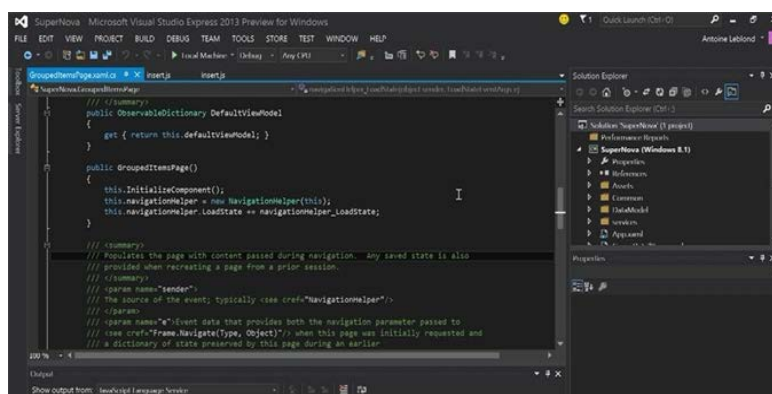 SuperNova Microsoft Visual Studio Express 2013 Preview for Windows
1 Quick Launch (Ctrl+Q)
FILE EDIT VIEW PROJECT BUILD DEBUG TEAM TOOLS STORE TEST WINDOW HELP
Antoine Leblond
Local Machine Debug Any CPU
GroupedItemsPage.xaml.cs insert.js insert.js
Toolbox
Server Explorer
SuperNova.GroupedItemsPage
navigationHelper_LoadState(object sender, LoadStateEventArgs e)
/// </summary>
public ObservableDictionary DefaultViewModel
{
get { return this.defaultViewModel; }
}
public GroupedItemsPage()
{
this.InitializeComponent();
this.navigationHelper = new NavigationHelper(this);
this.navigationHelper.LoadState += navigationHelper_LoadState;
}
/// <summary>
/// Populates the page with content passed during navigation. Any saved state is also
/// provided when recreating a page from a prior session.
/// </summary>
/// <param name="sender">
/// The source of the event; typically <see cref="NavigationHelper"/>
/// </param>
/// <param name="e">Event data that provides both the navigation parameter passed to
/// <see cref="Frame.Navigate(Type, Object)"/> when this page was initially requested and
/// a dictionary of state preserved by this page during an earlier
100 %
Output
Show output from: JavaScript Language Service
Solution Explorer
Search Solution Explorer (Ctrl+;)
Solution 'SuperNova' (1 project)
Performance Reports
SuperNova (Windows 8.1)
Properties
References
Assets
Common
DataModel
services
App.xaml
Properties